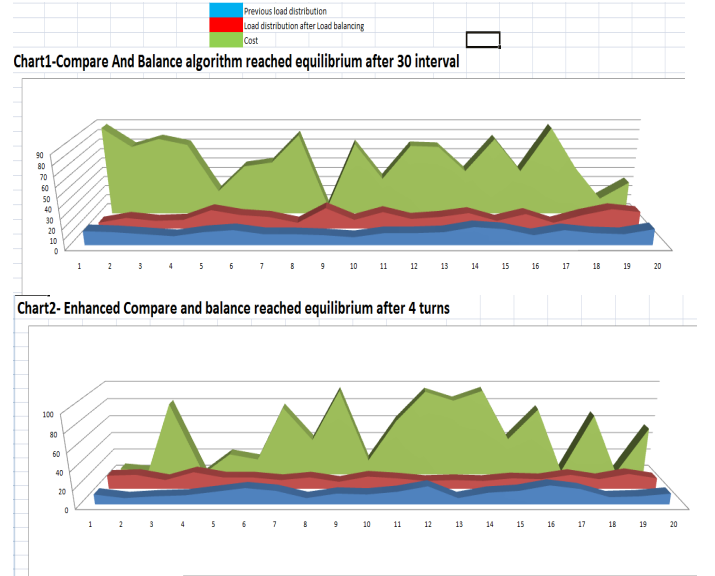 Previous load distribution
Load distribution after Load balancing
Cost
Chart1-Compare And Balance algorithm reached equilibrium after 30 interval
90
80
70
60
50
40
30
20
10
0
1 2 3 4 5 6 7 8 9 10 11 12 13 14 15 16 17 18 19 20
Chart2- Enhanced Compare and balance reached equilibrium after 4 turns
100
80
60
40
20
0
1 2 3 4 5 6 7 8 9 10 11 12 13 14 15 16 17 18 19 20